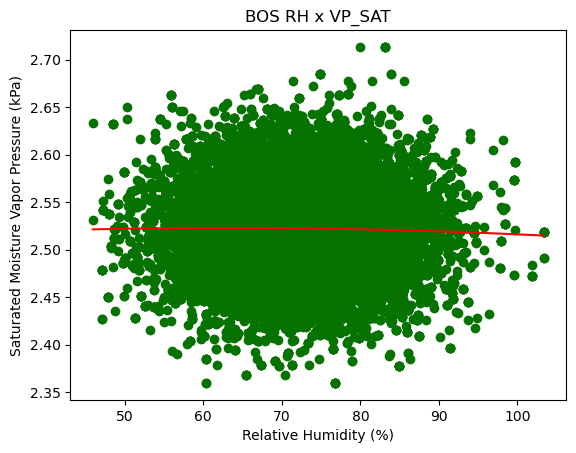 BOS RH x VP_SAT
Saturated Moisture Vapor Pressure (kPa)
2.70
2.65
2.60
2.55
2.50
2.45
2.40
2.35
50 60 70 80 90 100
Relative Humidity (%)